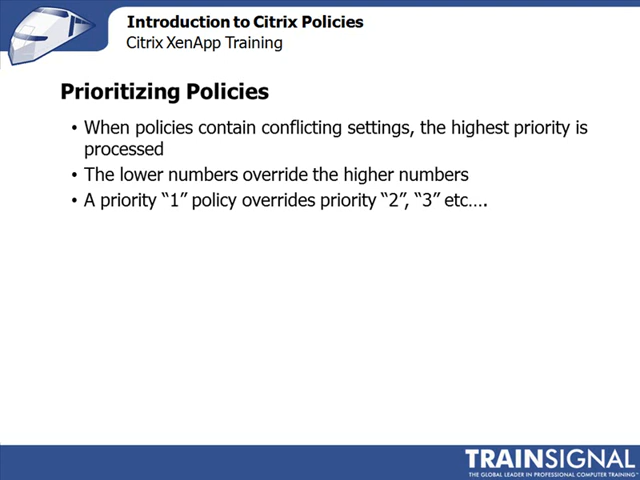 Introduction to Citrix Policies
Citrix XenApp Training
Prioritizing Policies
• When policies contain conflicting settings, the highest priority is
processed
• The lower numbers override the higher numbers
• A priority “1” policy overrides priority “2”, “3” etc….
TRAINSIGNAL
THE GLOBAL LEADER IN PROFESSIONAL COMPUTER TRAINING